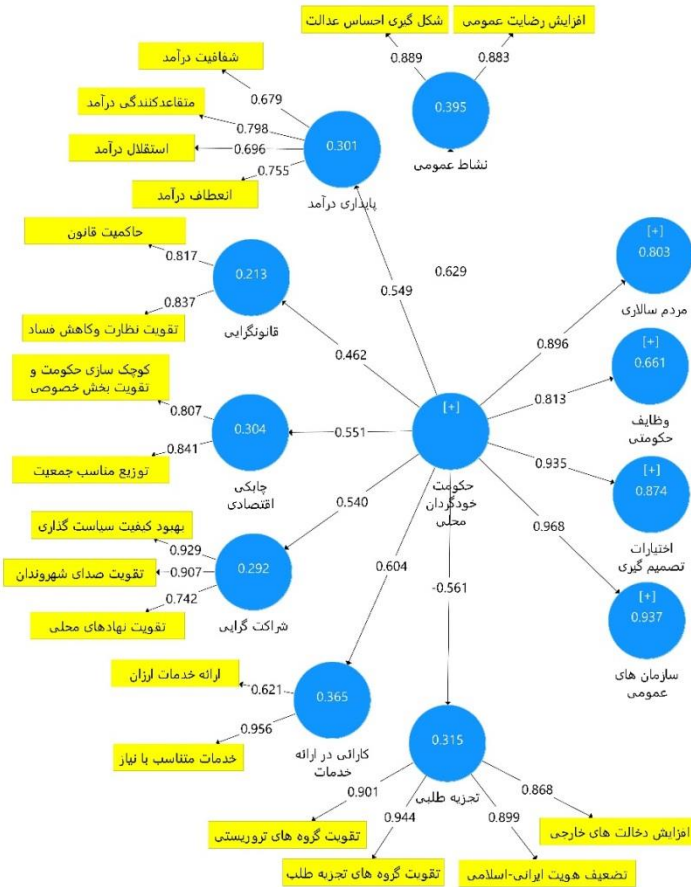 شکل گیری احساس عدالت
افزایش رضایت عمومی
0.889
0.883
0.395
نشاط عمومی
شفافیت درآمد
متقاعدکنندگی درآمد
استقلال درآمد
انعطاف درآمد
0.679
0.798
0.696
0.755
0.301
پایداری درآمد
حاکمیت قانون
تقویت نظارت وکاهش فساد
0.817
0.837
0.213
قانونگرایی
کوچک سازی حکومت و
تقویت بخش خصوصی
توزیع مناسب جمعیت
0.807
0.841
0.304
چابکی
اقتصادی
بهبود کیفیت سیاست گذاری
تقویت صدای شهروندان
تقویت نهادهای محلی
0.929
0.907
0.742
0.292
شراکت گرایی
ارائه خدمات ارزان
خدمات متناسب با نیاز
0.621
0.956
0.365
کارائی در ارائه
خدمات
0.315
تجزیه طلبی
0.901
0.944
0.899
0.868
تقویت گروه های تروریستی
تقویت گروه های تجزیه طلب
تضعیف هویت ایرانی-اسلامی
افزایش دخالت های خارجی
[+]
حکومت
خودگردان
محلی
0.629
0.549
0.462
0.551
0.540
0.604
-0.561
0.896
0.813
0.935
0.968
[+]
0.803
مردم سالاری
[+]
0.661
وظایف
حکومتی
[+]
0.874
اختیارات
تصمیم گیری
[+]
0.937
سازمان های
عمومی